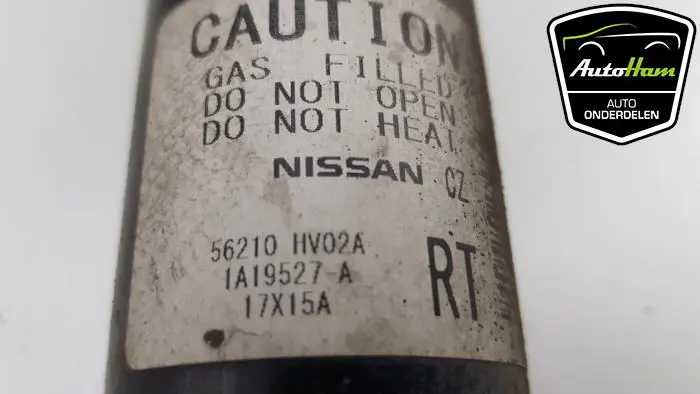 CAUTION
GAS FILLED
DO NOT OPEN
DO NOT HEAT
NISSAN CZ
56210 HV02A
1A19527-A
17X15A
RT
AutoHam
AUTO
ONDERDELEN